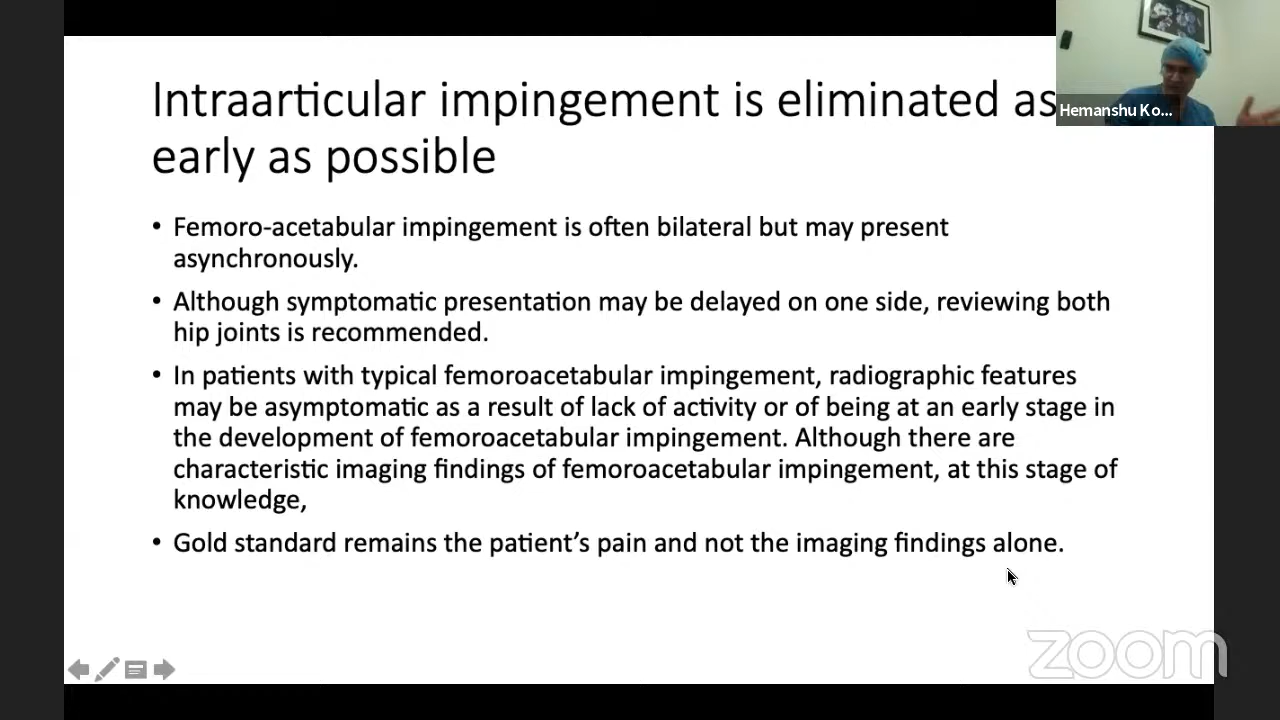 Intraarticular impingement is eliminated as
early as possible
Hemanshu Ko...
• Femoro-acetabular impingement is often bilateral but may present
asynchronously.
• Although symptomatic presentation may be delayed on one side, reviewing both
hip joints is recommended.
• In patients with typical femoroacetabular impingement, radiographic features
may be asymptomatic as a result of lack of activity or of being at an early stage in
the development of femoroacetabular impingement. Although there are
characteristic imaging findings of femoroacetabular impingement, at this stage of
knowledge,
• Gold standard remains the patient’s pain and not the imaging findings alone.
zoom